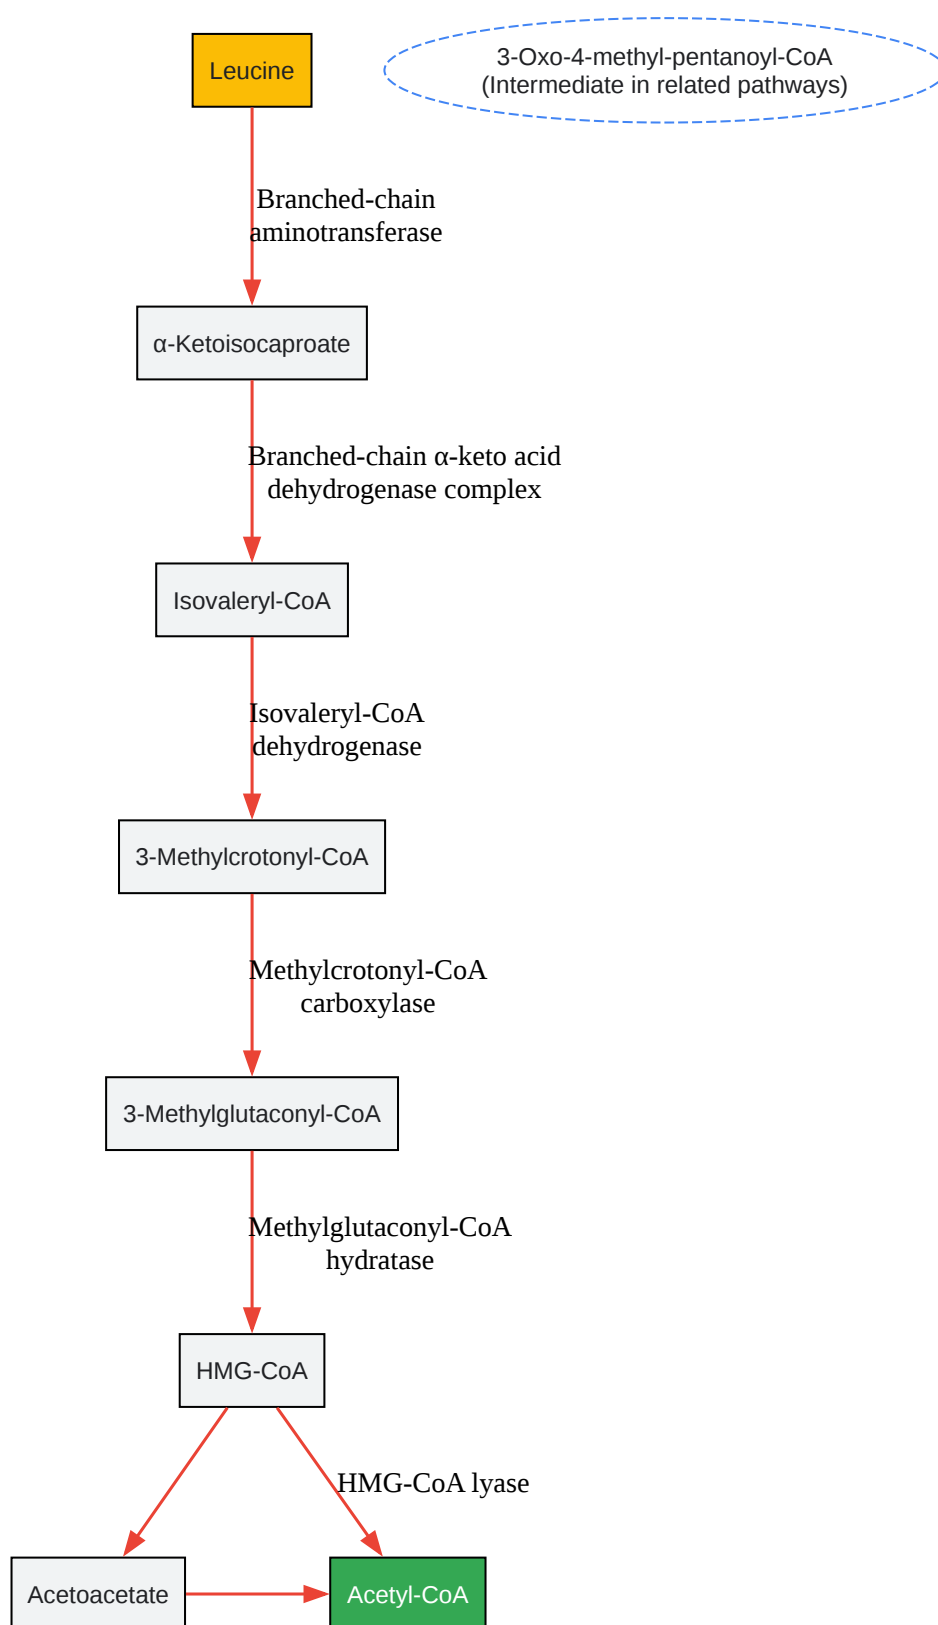 Leucine
3-Oxo-4-methyl-pentanoyl-CoA
(Intermediate in related pathways)
Branched-chain
aminotransferase
α-Ketoisocaproate
Branched-chain α-keto acid
dehydrogenase complex
Isovaleryl-CoA
Isovaleryl-CoA
dehydrogenase
3-Methylcrotonyl-CoA
Methylcrotonyl-CoA
carboxylase
3-Methylglutaconyl-CoA
Methylglutaconyl-CoA
hydratase
HMG-CoA
HMG-CoA lyase
Acetoacetate
Acetyl-CoA